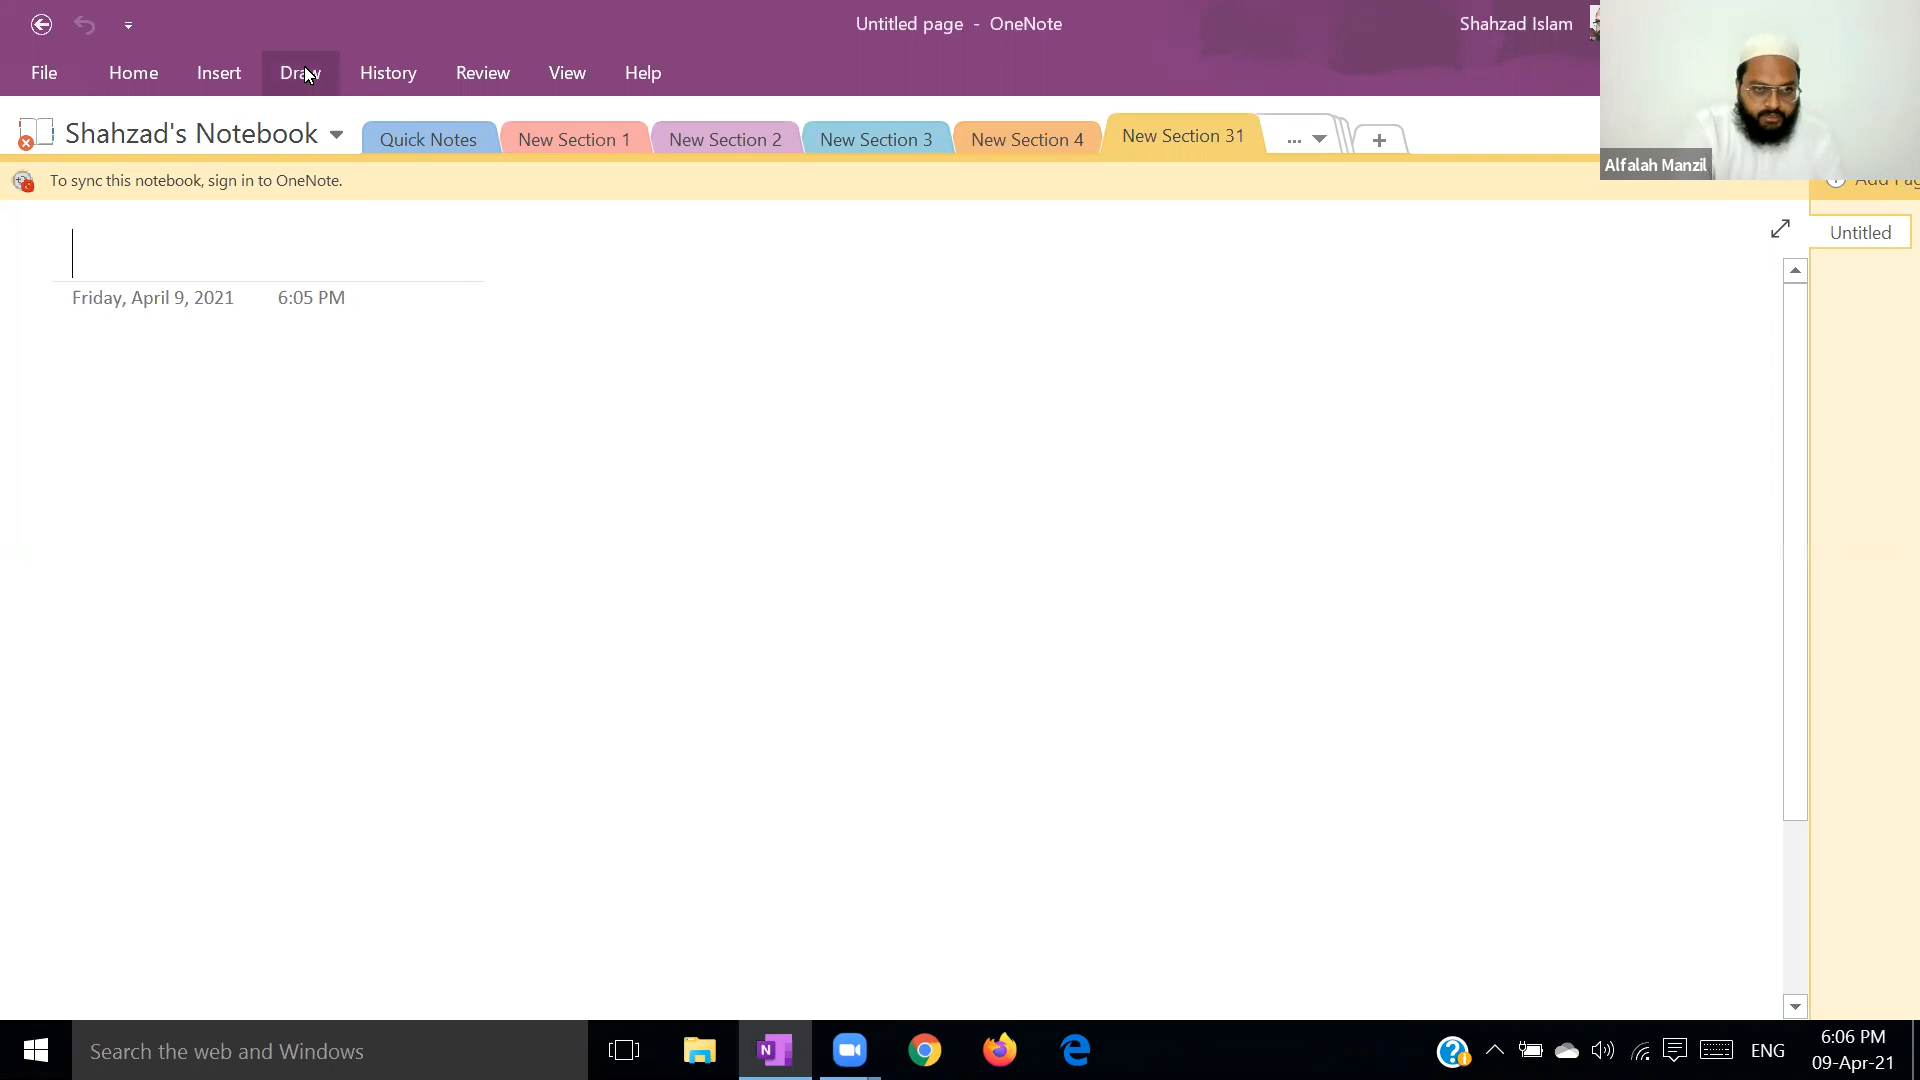 Untitled page - OneNote
Shahzad Islam
File Home Insert Draw History Review View Help
Shahzad's Notebook
Quick Notes New Section 1 New Section 2 New Section 3 New Section 4 New Section 31 ... +
Alfalah Manzil
To sync this notebook, sign in to OneNote.
Add Pag
Untitled
Friday, April 9, 2021 6:05 PM
Search the web and Windows
ENG
6:06 PM
09-Apr-21